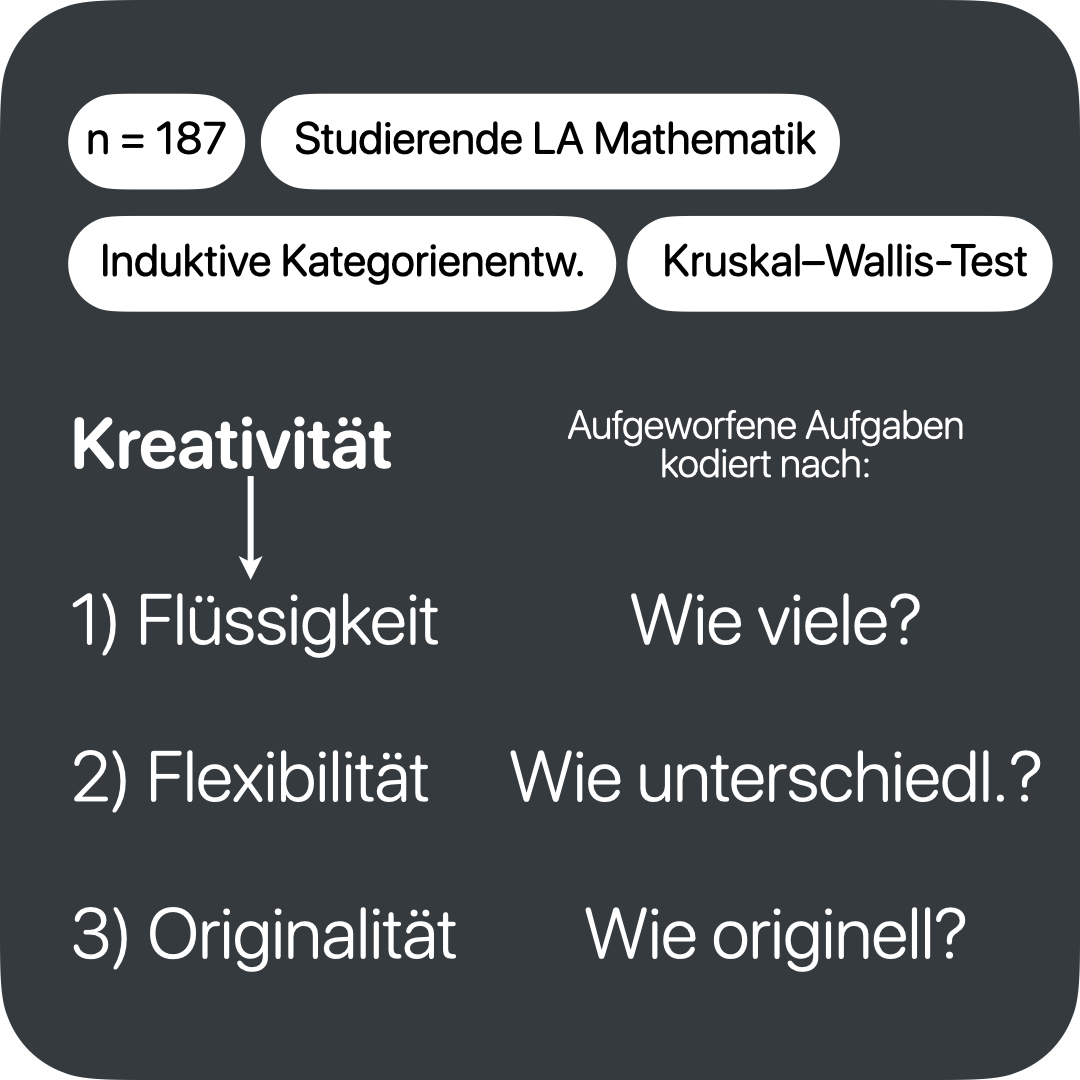 n = 187
Studierende LA Mathematik
Induktive Kategorienentw.
Kruskal–Wallis-Test
Kreativität
Aufgeworfene Aufgaben
kodiert nach:
1) Flüssigkeit
Wie viele?
2) Flexibilität
Wie unterschiedl.?
3) Originalität
Wie originell?